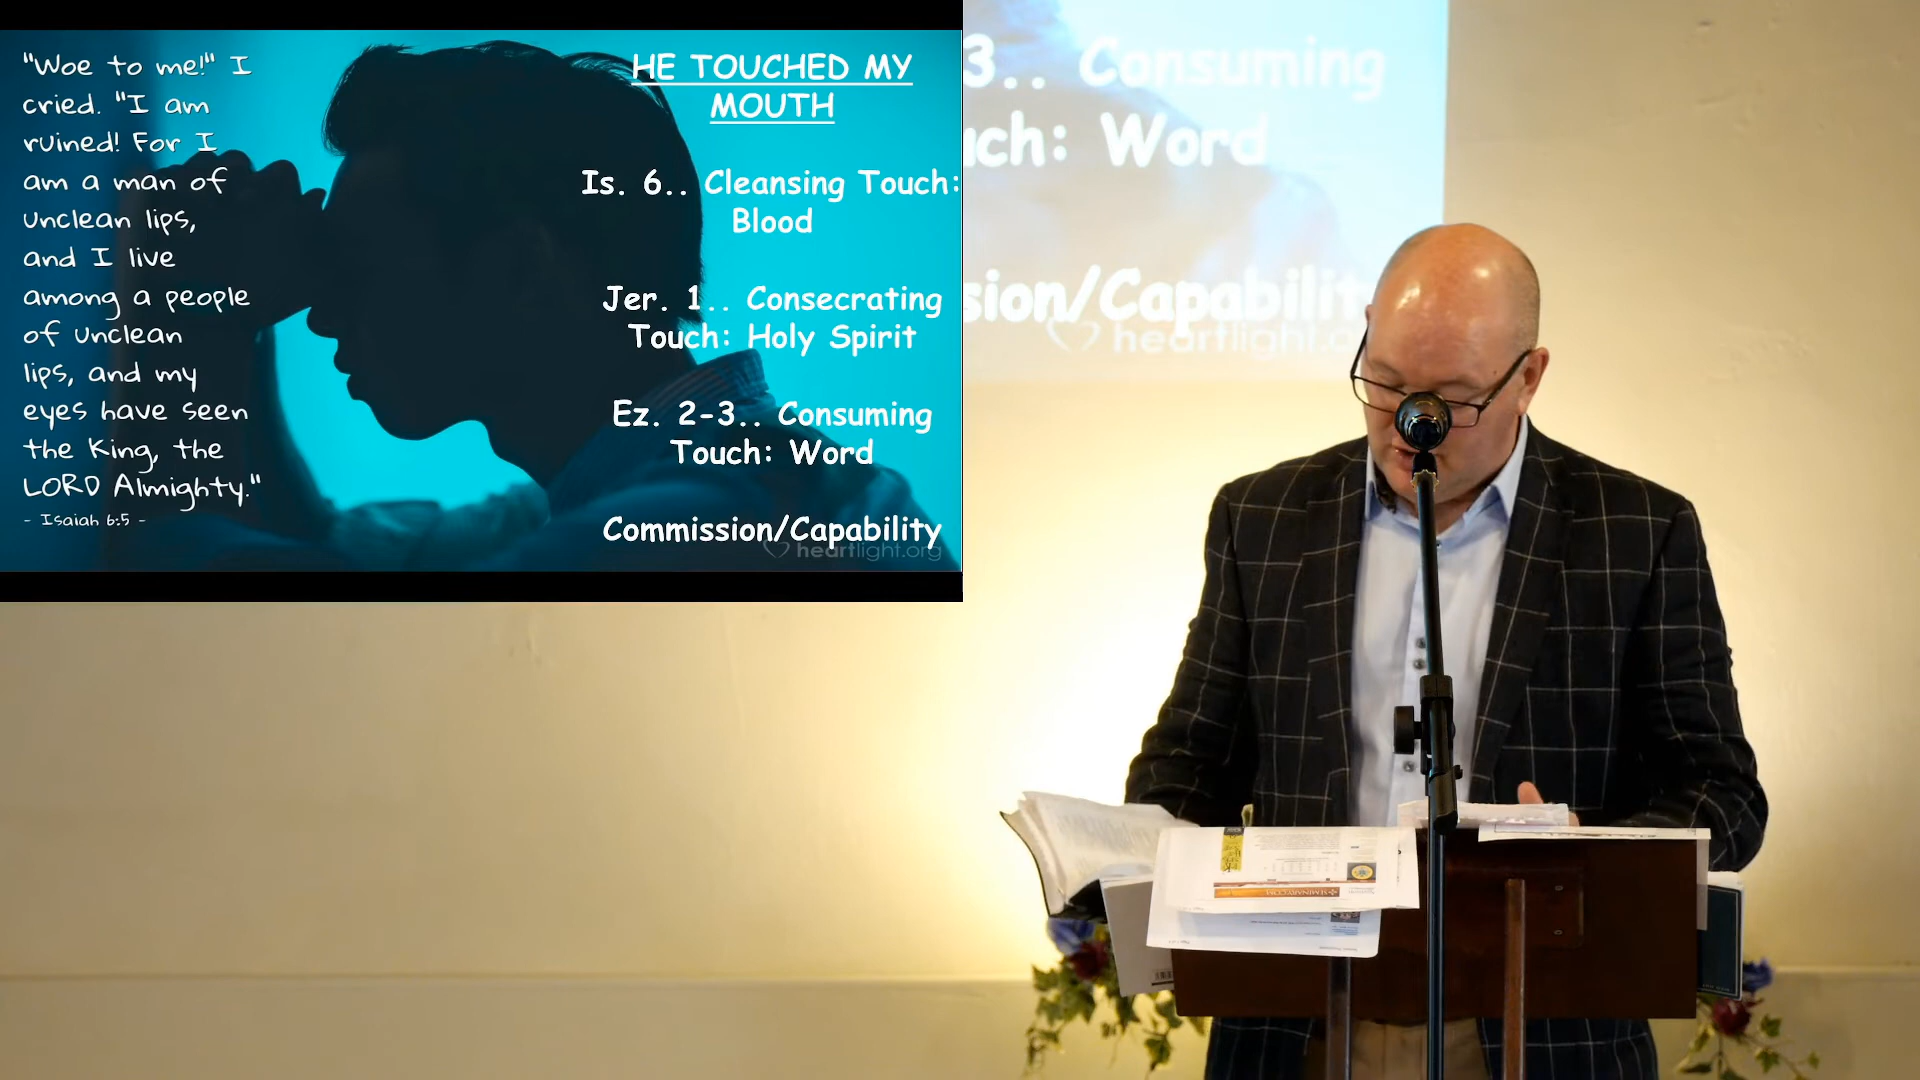 "Woe to me!" I
cried. "I am
ruined! For I
am a man of
unclean lips,
and I live
among a people
of unclean
lips, and my
eyes have seen
the King, the
LORD Almighty."
- Isaiah 6:5 -
HE TOUCHED MY
MOUTH
Is. 6.. Cleansing Touch:
Blood
Jer. 1.. Consecrating
Touch: Holy Spirit
Ez. 2-3.. Consuming
Touch: Word
Commission/Capability
heartlight.org
3.. Consuming
uch: Word
sion/Capabilit
heartlight.o
SEMINARY.COM